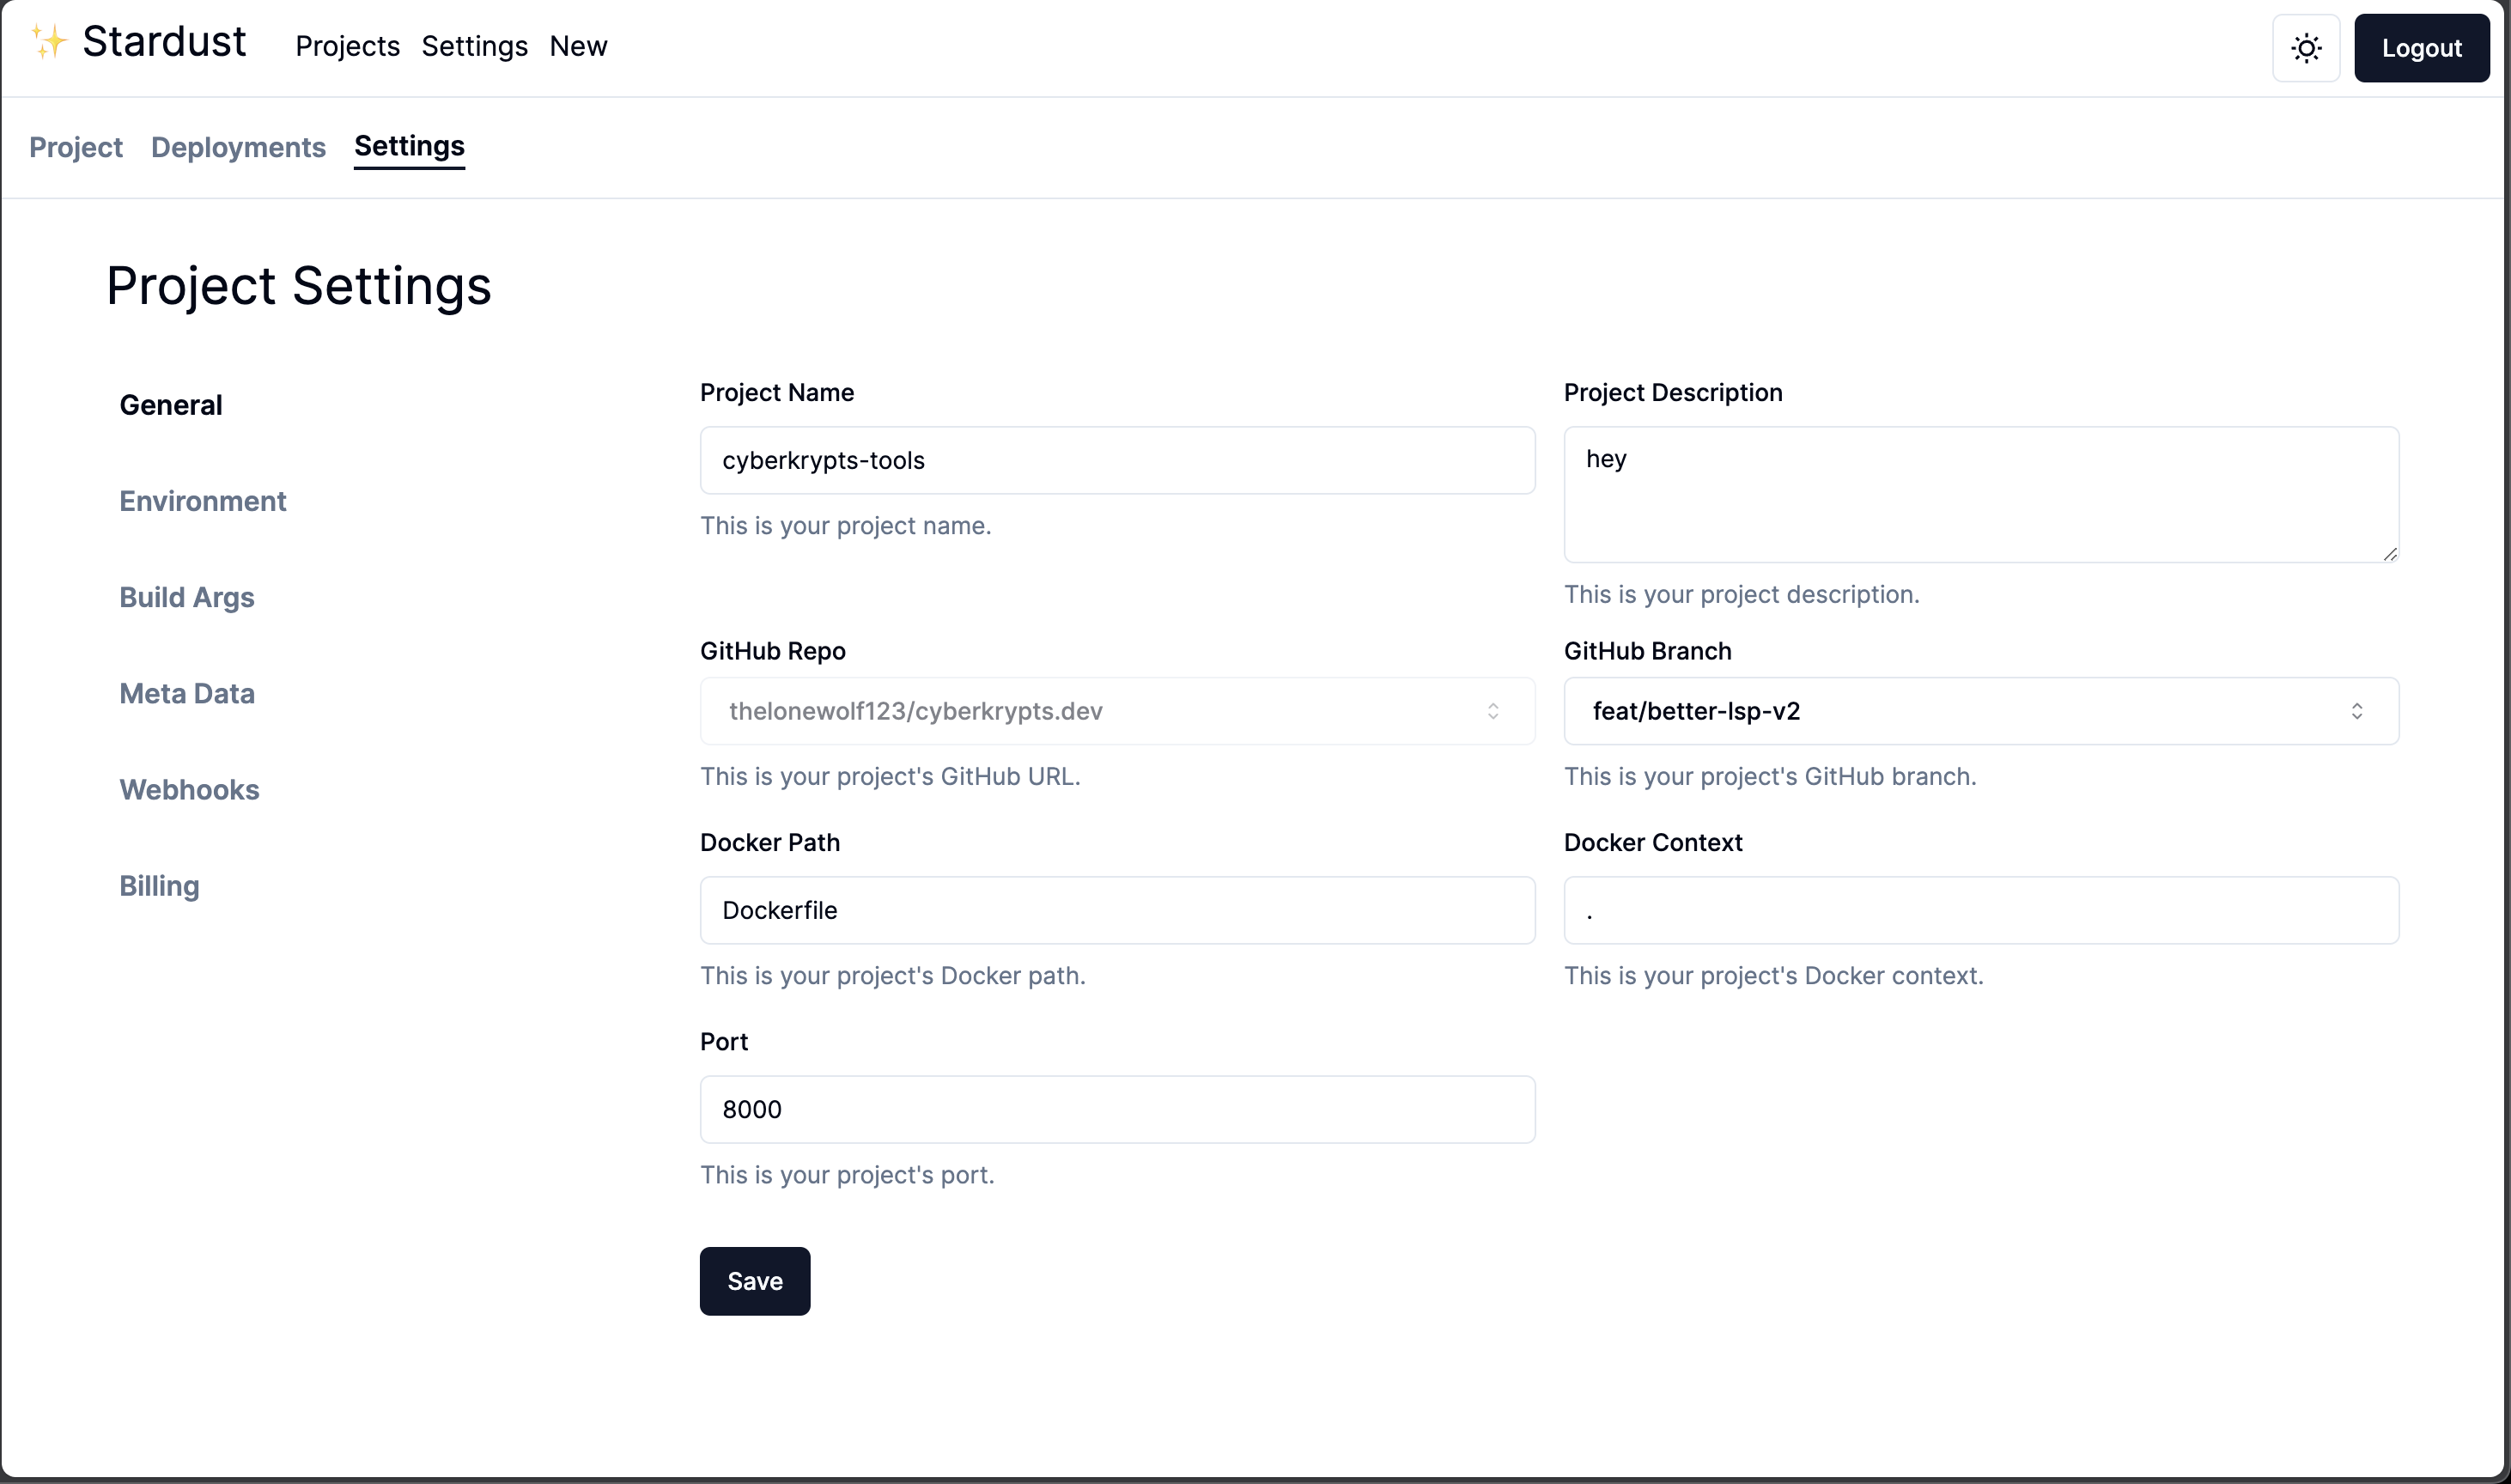 ✨ Stardust Projects Settings New Logout
Project Deployments Settings
Project Settings
General
Environment
Build Args
Meta Data
Webhooks
Billing
Project Name
cyberkrypts-tools
This is your project name.
Project Description
hey
This is your project description.
GitHub Repo
thelonewolf123/cyberkrypts.dev
This is your project's GitHub URL.
GitHub Branch
feat/better-lsp-v2
This is your project's GitHub branch.
Docker Path
Dockerfile
This is your project's Docker path.
Docker Context
.
This is your project's Docker context.
Port
8000
This is your project's port.
Save